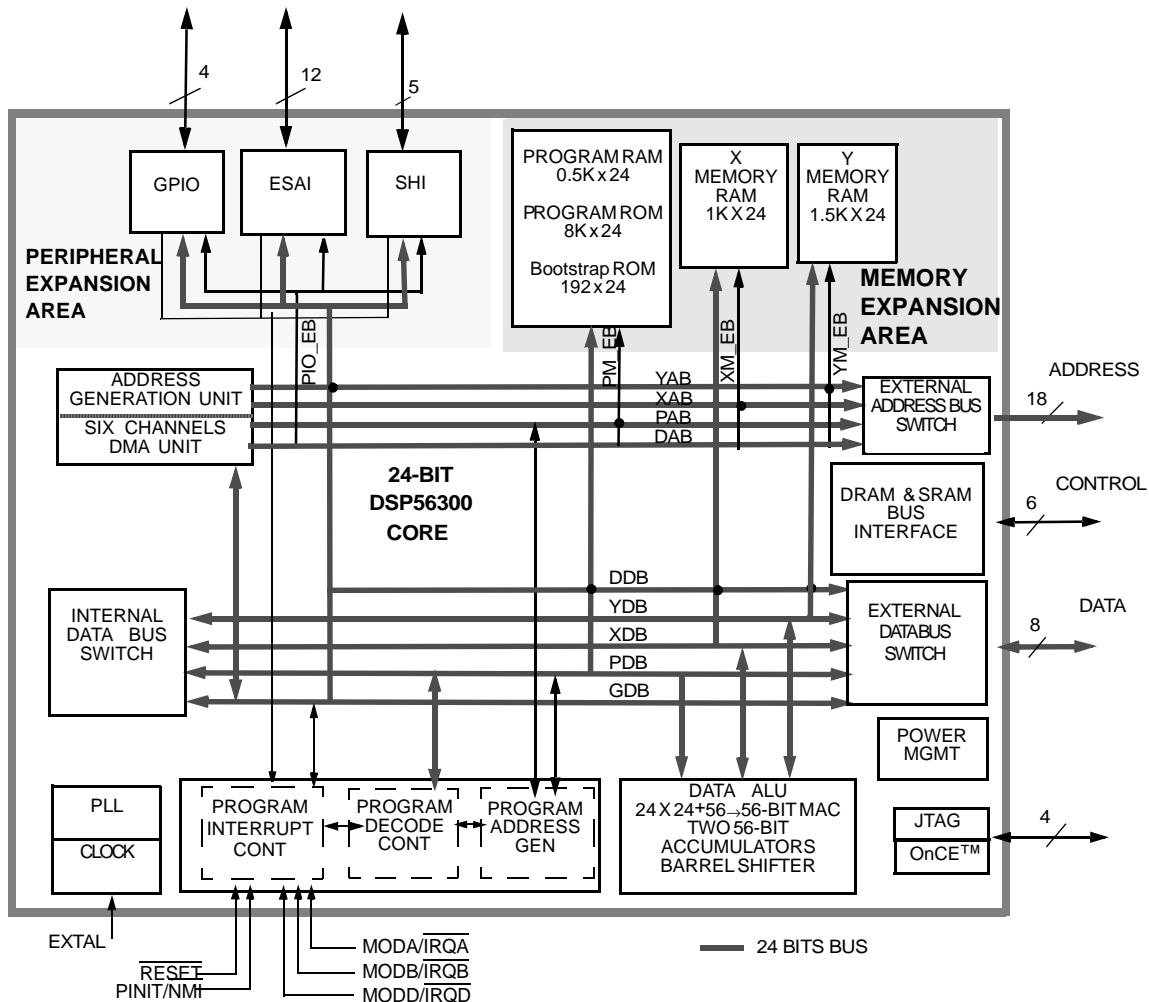 4
12
5
GPIO
ESAI
SHI
PROGRAM RAM
0.5K x 24
PROGRAM ROM
8K x 24
Bootstrap ROM
192 x 24
X
MEMORY
RAM
1K X 24
Y
MEMORY
RAM
1.5K X 24
PERIPHERAL
EXPANSION
AREA
MEMORY
EXPANSION
AREA
PIO_EB
PM_EB
XM_EB
YM_EB
ADDRESS
GENERATION UNIT
SIX CHANNELS
DMA UNIT
YAB
XAB
PAB
DAB
EXTERNAL
ADDRESS BUS
SWITCH
ADDRESS
18
24-BIT
DSP56300
CORE
DRAM & SRAM
BUS
INTERFACE
CONTROL
6
INTERNAL
DATA BUS
SWITCH
DDB
YDB
XDB
PDB
GDB
EXTERNAL
DATA BUS
SWITCH
DATA
8
POWER
MGMT
PLL
CLOCK
PROGRAM
INTERRUPT
CONT
PROGRAM
DECODE
CONT
PROGRAM
ADDRESS
GEN
DATA ALU
24 X 24+56→56-BIT MAC
TWO 56-BIT
ACCUMULATORS
BARREL SHIFTER
JTAG
OnCE™
4
EXTAL
RESET
PINIT/NMI
MODA/IRQA
MODB/IRQB
MODD/IRQD
24 BITS BUS